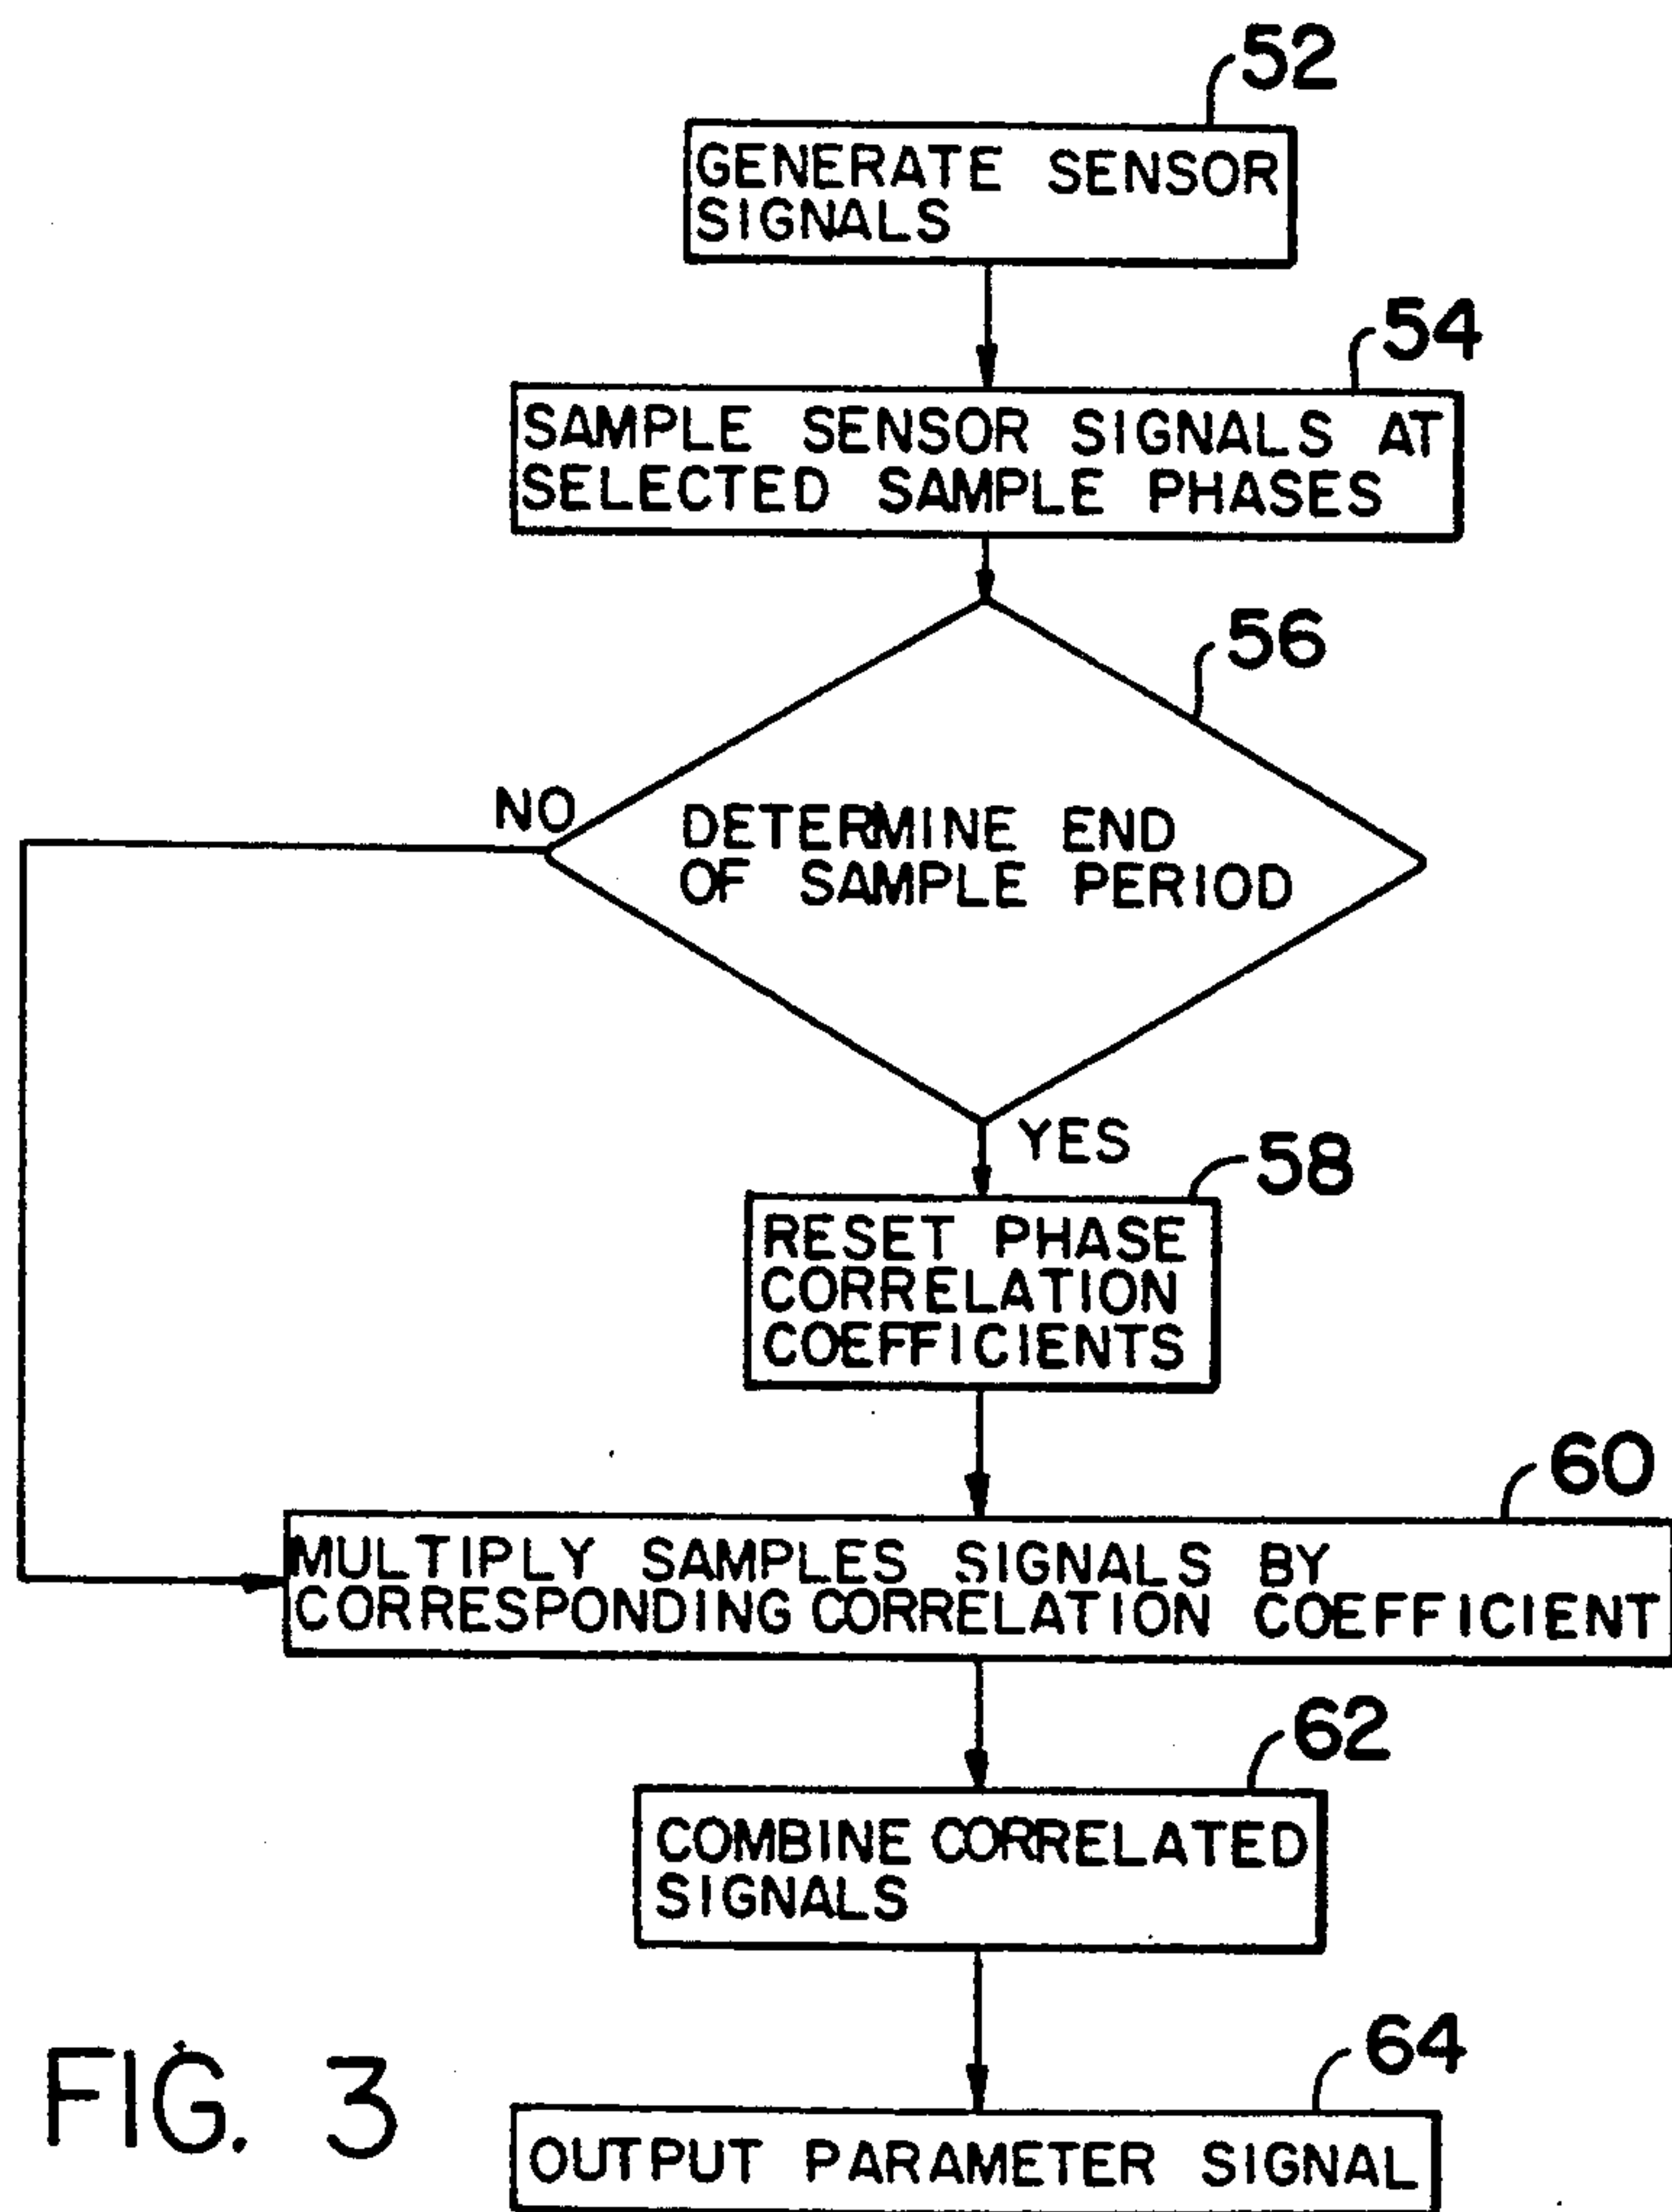 52
GENERATE SENSOR
SIGNALS
54
SAMPLE SENSOR SIGNALS AT
SELECTED SAMPLE PHASES
56
NO
DETERMINE END
OF SAMPLE PERIOD
YES
58
RESET PHASE
CORRELATION
COEFFICIENTS
60
MULTIPLY SAMPLES SIGNALS BY
CORRESPONDING CORRELATION COEFFICIENT
62
COMBINE CORRELATED
SIGNALS
64
OUTPUT PARAMETER SIGNAL
FIG. 3